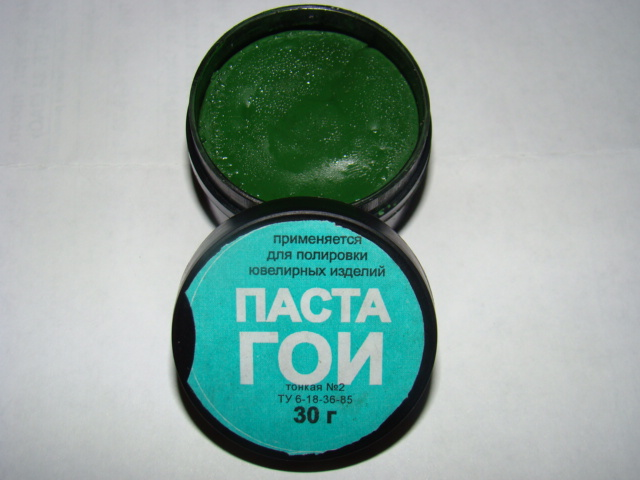 применяется
для полировки
ювелирных изделий
ПАСТА
ГОИ
тонкая №2
ТУ 6-18-36-85
30 г